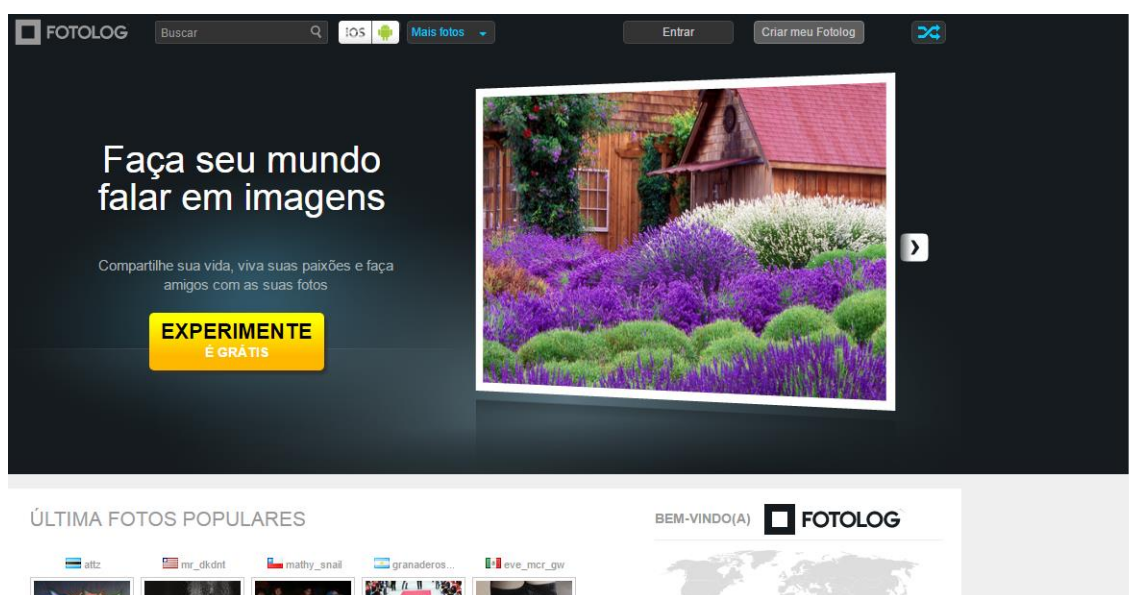 FOTOLOG
Buscar
IOS
Mais fotos
Entrar
Criar meu Fotolog
Faça seu mundo
falar em imagens
Compartilhe sua vida, viva suas paixões e faça
amigos com as suas fotos
EXPERIMENTE
É GRÁTIS
ÚLTIMA FOTOS POPULARES
BEM-VINDO(A) FOTOLOG
attz
mr_dkdnt
mathy_snail
granaderos...
eve_mcr_gw